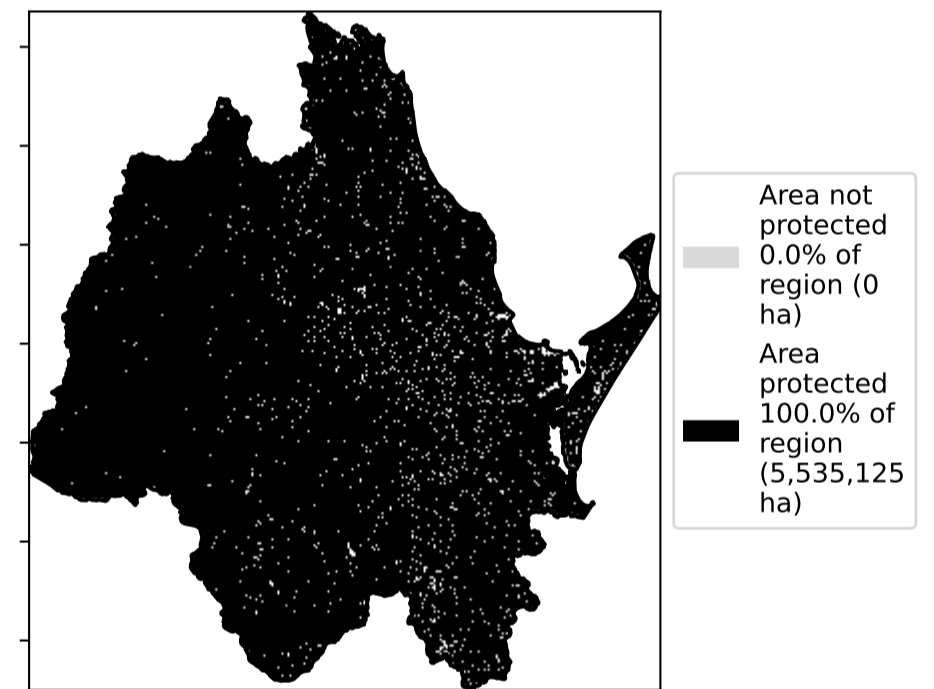 Area not
protected
0.0% of
region (0
ha)
Area
protected
100.0% of
region
(5,535,125
ha)